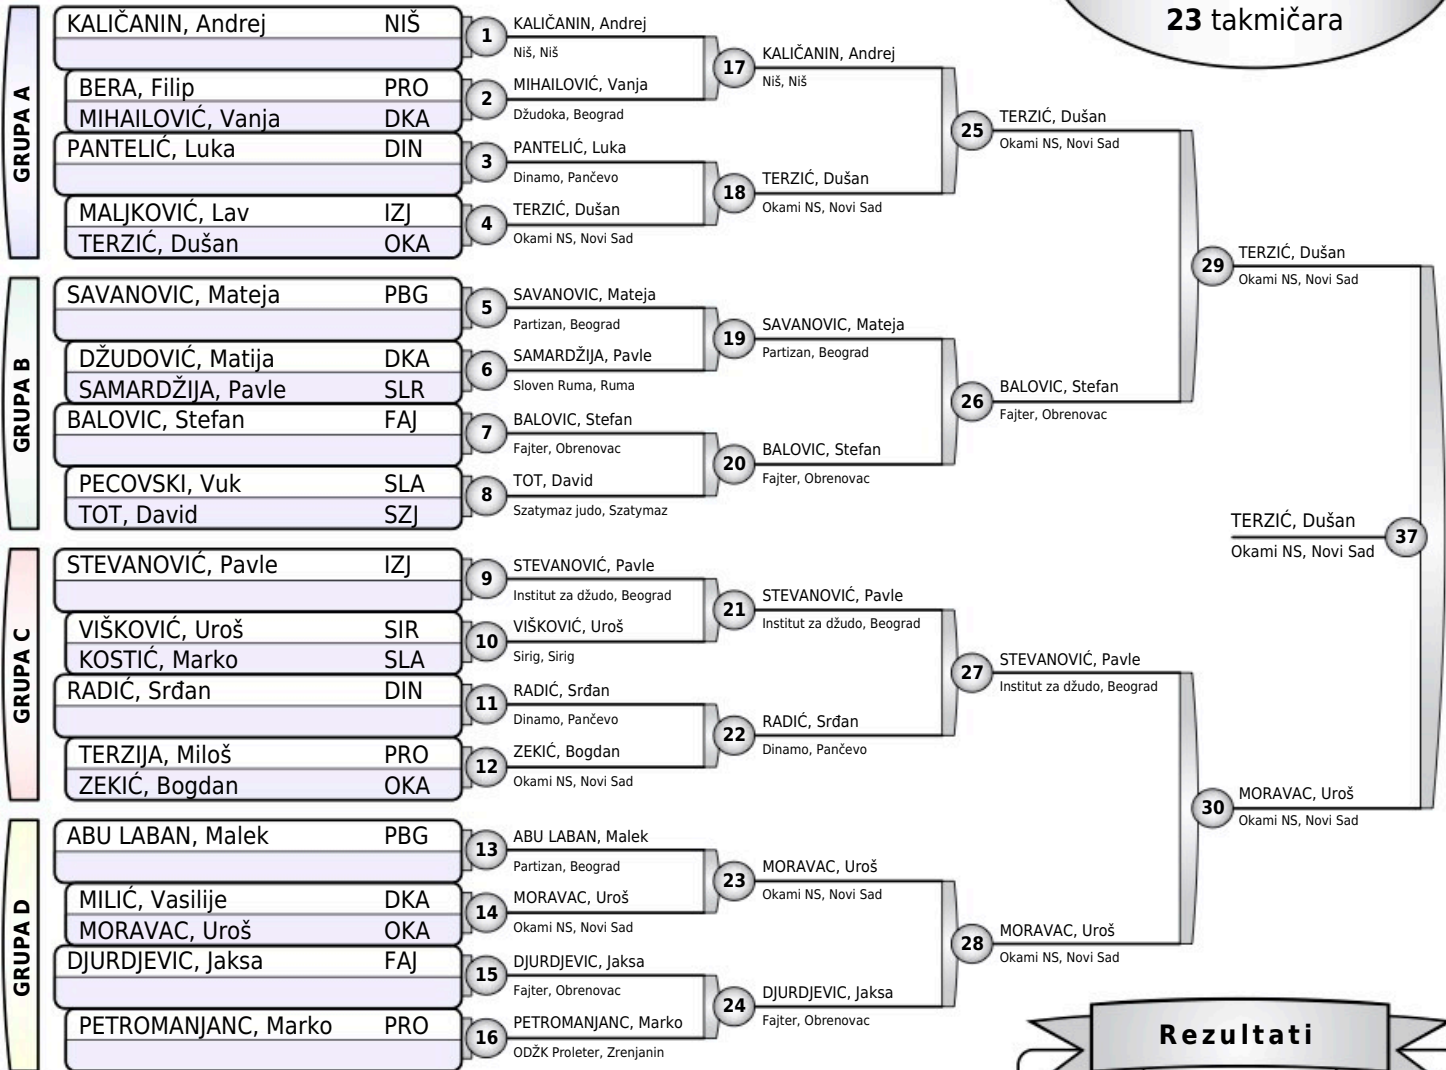 23 takmičara
GRUPA A
KALIČANIN, Andrej NIŠ
BERA, Filip PRO
MIHAILOVIĆ, Vanja DKA
PANTELIĆ, Luka DIN
MALJKOVIĆ, Lav IZJ
TERZIĆ, Dušan OKA
GRUPA B
SAVANOVIC, Mateja PBG
DŽUDOVIĆ, Matija DKA
SAMARDŽIJA, Pavle SLR
BALOVIC, Stefan FAJ
PECOVSKI, Vuk SLA
TOT, David SZJ
GRUPA C
STEVANOVIĆ, Pavle IZJ
VIŠKOVIĆ, Uroš SIR
KOSTIĆ, Marko SLA
RADIĆ, Srđan DIN
TERZIJA, Miloš PRO
ZEKIĆ, Bogdan OKA
GRUPA D
ABU LABAN, Malek PBG
MILIĆ, Vasilije DKA
MORAVAC, Uroš OKA
DJURDJEVIC, Jaksa FAJ
PETROMANJANC, Marko PRO
1 KALIČANIN, Andrej
Niš, Niš
2 MIHAILOVIĆ, Vanja
Džudoka, Beograd
3 PANTELIĆ, Luka
Dinamo, Pančevo
4 TERZIĆ, Dušan
Okami NS, Novi Sad
5 SAVANOVIC, Mateja
Partizan, Beograd
6 SAMARDŽIJA, Pavle
Sloven Ruma, Ruma
7 BALOVIC, Stefan
Fajter, Obrenovac
8 TOT, David
Szatymaz judo, Szatymaz
9 STEVANOVIĆ, Pavle
Institut za džudo, Beograd
10 VIŠKOVIĆ, Uroš
Sirig, Sirig
11 RADIĆ, Srđan
Dinamo, Pančevo
12 ZEKIĆ, Bogdan
Okami NS, Novi Sad
13 ABU LABAN, Malek
Partizan, Beograd
14 MORAVAC, Uroš
Okami NS, Novi Sad
15 DJURDJEVIC, Jaksa
Fajter, Obrenovac
16 PETROMANJANC, Marko
ODŽK Proleter, Zrenjanin
17 KALIČANIN, Andrej
Niš, Niš
18 TERZIĆ, Dušan
Okami NS, Novi Sad
19 SAVANOVIC, Mateja
Partizan, Beograd
20 BALOVIC, Stefan
Fajter, Obrenovac
21 STEVANOVIĆ, Pavle
Institut za džudo, Beograd
22 RADIĆ, Srđan
Dinamo, Pančevo
23 MORAVAC, Uroš
Okami NS, Novi Sad
24 DJURDJEVIC, Jaksa
Fajter, Obrenovac
25 TERZIĆ, Dušan
Okami NS, Novi Sad
26 BALOVIC, Stefan
Fajter, Obrenovac
27 STEVANOVIĆ, Pavle
Institut za džudo, Beograd
28 MORAVAC, Uroš
Okami NS, Novi Sad
29 TERZIĆ, Dušan
Okami NS, Novi Sad
30 MORAVAC, Uroš
Okami NS, Novi Sad
TERZIĆ, Dušan 37
Okami NS, Novi Sad
Rezultati